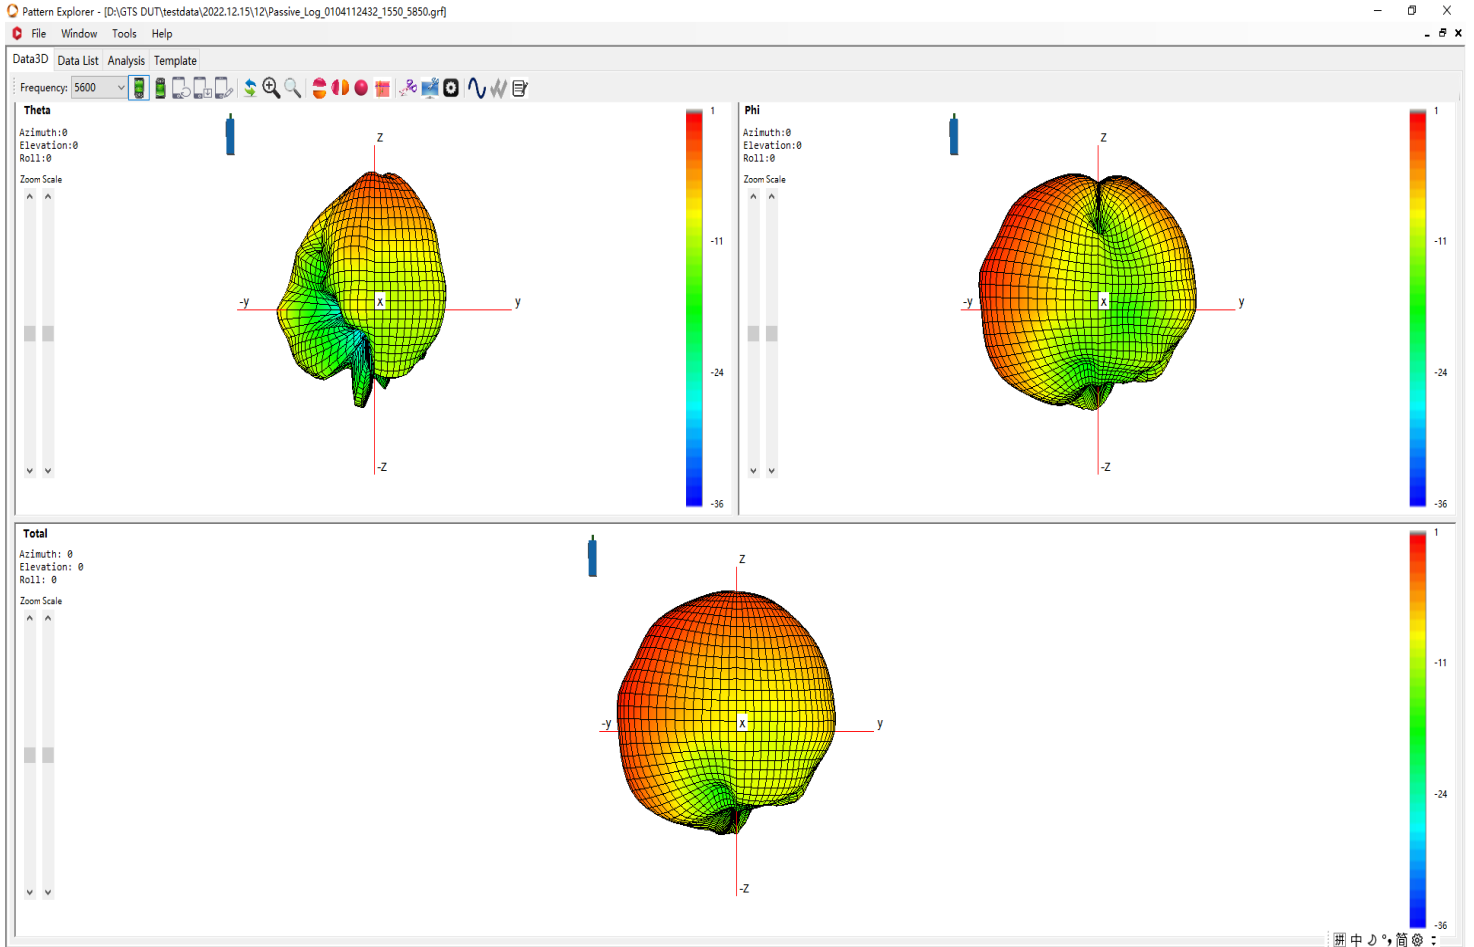 Pattern Explorer - [D:\GTS DUT\testdata\2022.12.15\12\Passive_Log_0104112432_1550_5850.grf]
File Window Tools Help
Data3D Data List Analysis Template
Frequency: 5600
Theta
Azimuth:0
Elevation:0
Roll:0
Zoom Scale
Z
-y
X
y
-Z
1
-11
-24
-36
Phi
Azimuth:0
Elevation:0
Roll:0
Zoom Scale
Z
-y
X
y
-Z
1
-11
-24
-36
Total
Azimuth: 0
Elevation: 0
Roll: 0
Zoom Scale
Z
-y
X
y
-Z
1
-11
-24
-36
拼 中 简